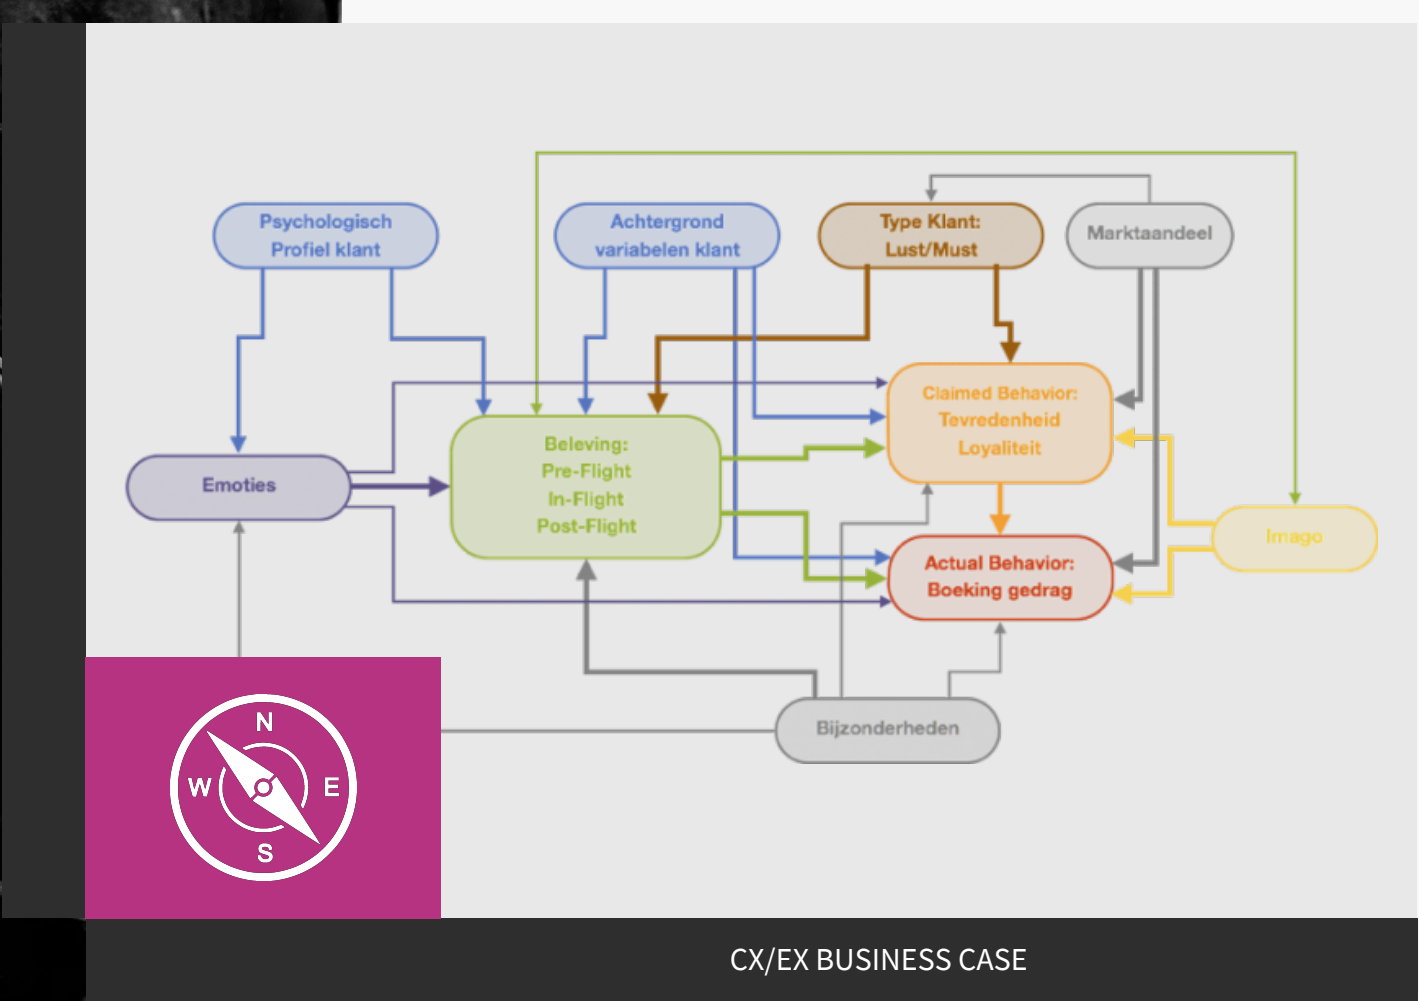 Psychologisch
Profiel klant
Achtergrond
variabelen klant
Type Klant:
Lust/Must
Marktaandeel
Claimed Behavior:
Tevredenheid
Loyaliteit
Beleving:
Pre-Flight
In-Flight
Post-Flight
Emoties
Imago
Actual Behavior:
Boeking gedrag
Bijzonderheden
N
W
E
S
CX/EX BUSINESS CASE